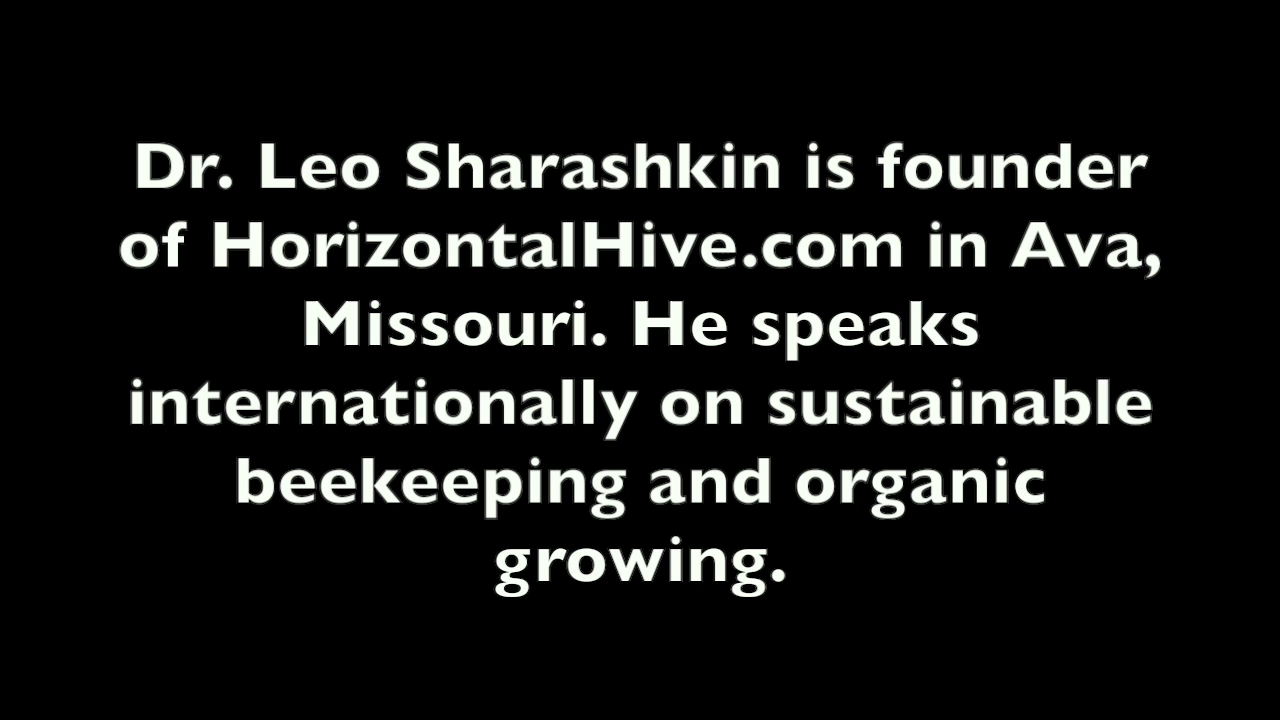 Dr. Leo Sharashkin is founder
of HorizontalHive.com in Ava,
Missouri. He speaks
internationally on sustainable
beekeeping and organic
growing.